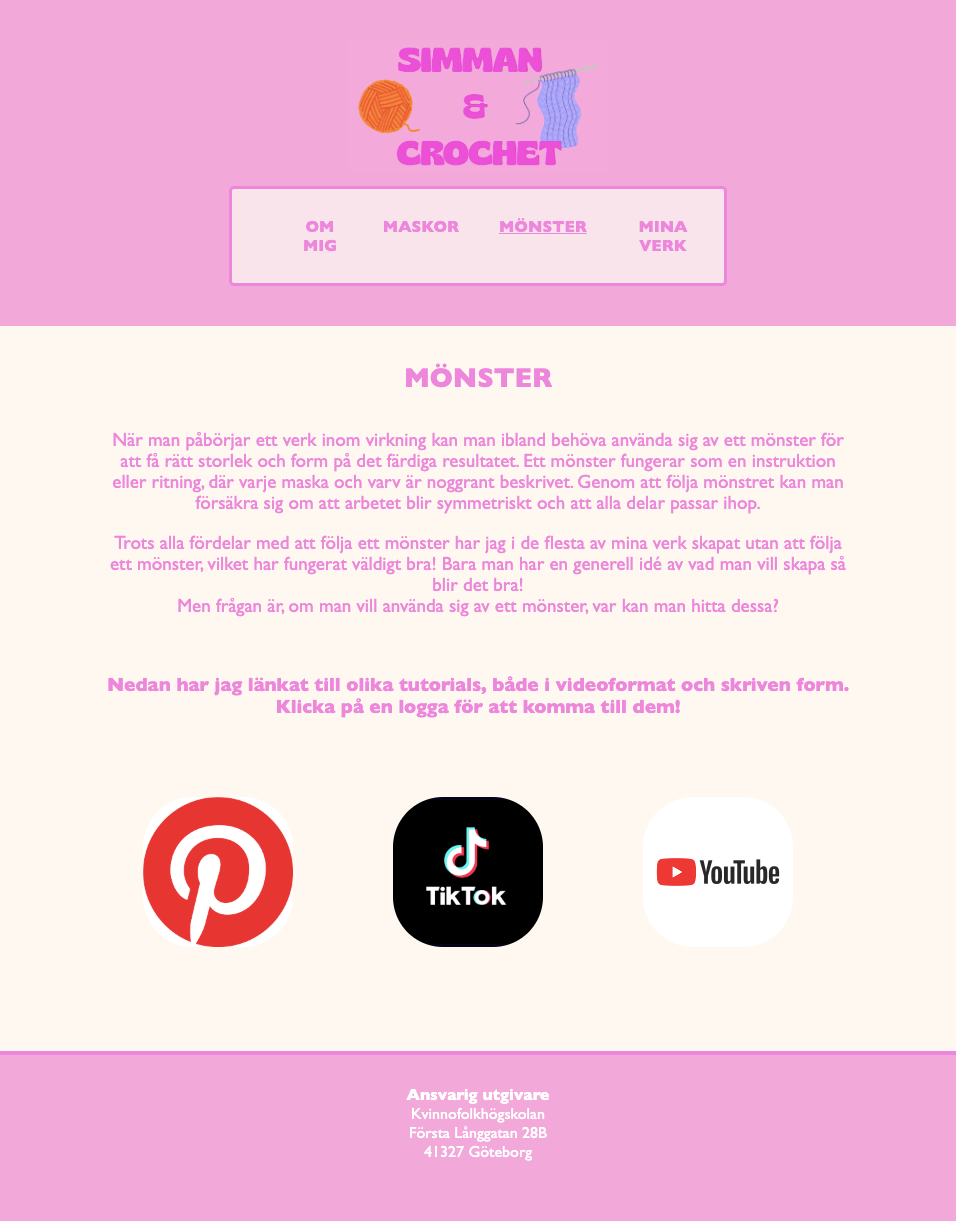 SIMMAN
&
CROCHET
OM
MIG
MASKOR
MÖNSTER
MINA
VERK
MÖNSTER
När man påbörjar ett verk inom virkning kan man ibland behöva använda sig av ett mönster för
att få rätt storlek och form på det färdiga resultatet. Ett mönster fungerar som en instruktion
eller ritning, där varje maska och varv är noggrant beskrivet. Genom att följa mönstret kan man
försäkra sig om att arbetet blir symmetriskt och att alla delar passar ihop.
Trots alla fördelar med att följa ett mönster har jag i de flesta av mina verk skapat utan att följa
ett mönster, vilket har fungerat väldigt bra! Bara man har en generell idé av vad man vill skapa så
blir det bra!
Men frågan är, om man vill använda sig av ett mönster, var kan man hitta dessa?
Nedan har jag länkat till olika tutorials, både i videoformat och skriven form.
Klicka på en logga för att komma till dem!
TikTok
YouTube
Ansvarig utgivare
Kvinnofolkhögskolan
Första Långgatan 28B
41327 Göteborg